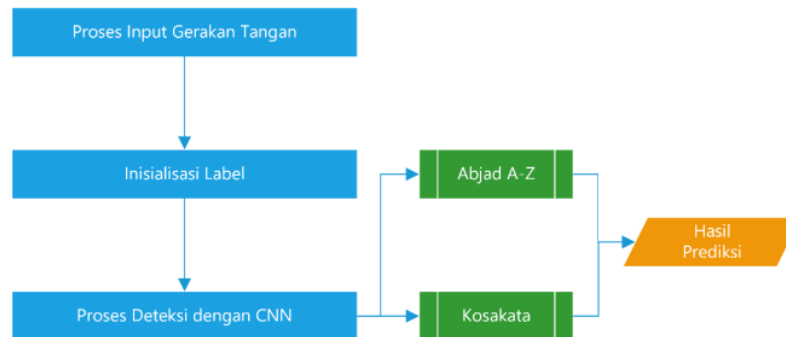 Proses Input Gerakan Tangan
Inisialisasi Label
Abjad A-Z
Hasil
Prediksi
Proses Deteksi dengan CNN
Kosakata